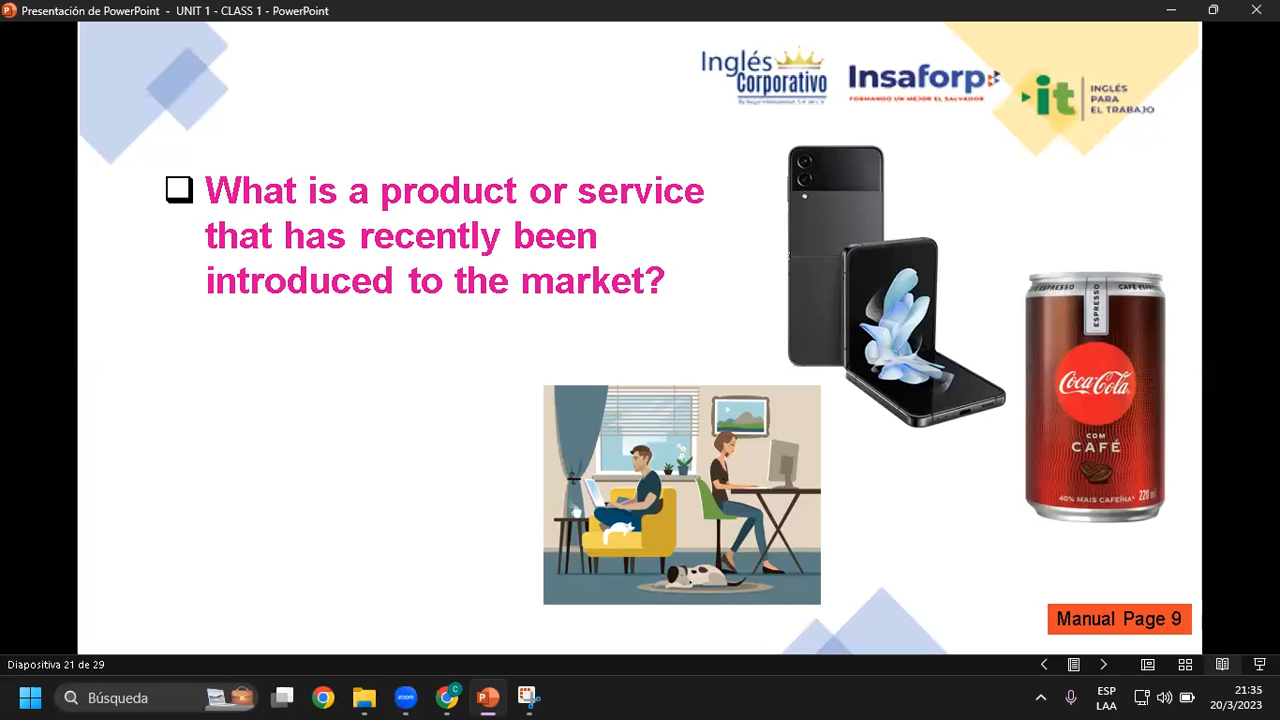 Presentación de PowerPoint - UNIT 1 - CLASS 1 - PowerPoint
Inglés
Corporativo
Insaforp
FORMANDO UN MEJOR EL SALVADOR
it
INGLÉS
PARA
EL TRABAJO
What is a product or service
that has recently been
introduced to the market?
ESPRESSO
ESPRESSO
CAFÉ
Coca-Cola
COM
CAFÉ
40% MAIS CAFEÍNA*
220 ml
Manual Page 9
Diapositiva 21 de 29
Búsqueda
ESP
LAA
21:35
20/3/2023